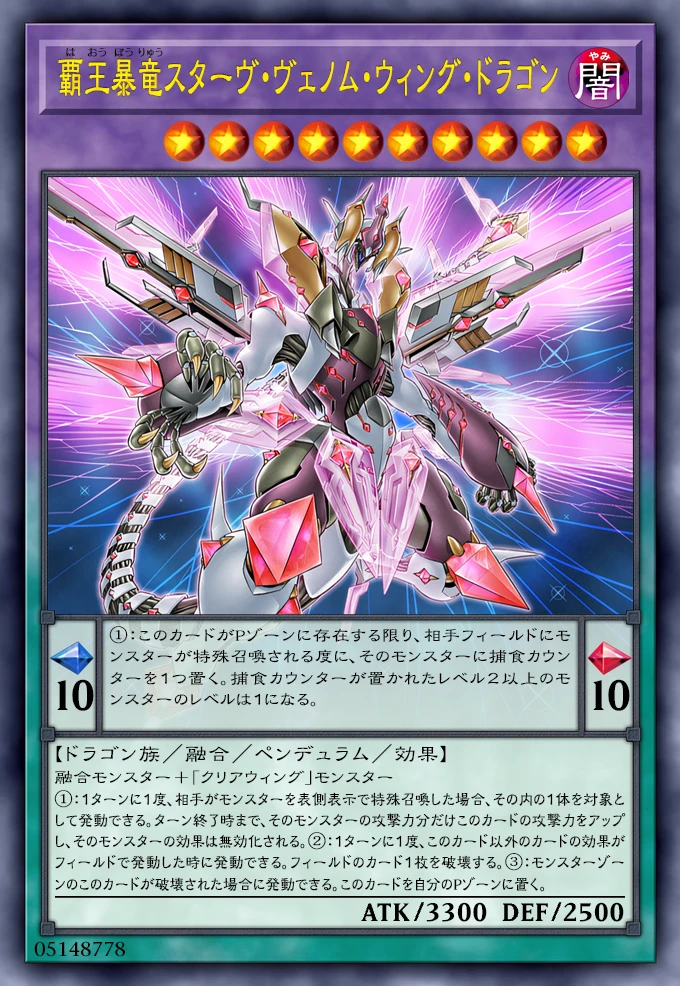 は おう ぼう りゅう
覇王暴竜スターヴ・ヴェノム・ウィング・ドラゴン
やみ
闇
①:このカードがPゾーンに存在する限り、相手フィールドにモ
ンスターが特殊召喚される度に、そのモンスターに捕食カウン
ターを1つ置く。捕食カウンターが置かれたレベル2以上のモ
ンスターのレベルは1になる。
10
10
【ドラゴン族/融合/ペンデュラム/効果】
融合モンスター+「クリアウィング」モンスター
①:1ターンに1度、相手がモンスターを表側表示で特殊召喚した場合、その内の1体を対象と
して発動できる。ターン終了時まで、そのモンスターの攻撃力分だけこのカードの攻撃力をアップ
し、そのモンスターの効果は無効化される。②:1ターンに1度、このカード以外のカードの効果が
フィールドで発動した時に発動できる。フィールドのカード1枚を破壊する。③:モンスターゾー
ンのこのカードが破壊された場合に発動できる。このカードを自分のPゾーンに置く。
ATK/3300 DEF/2500
05148778